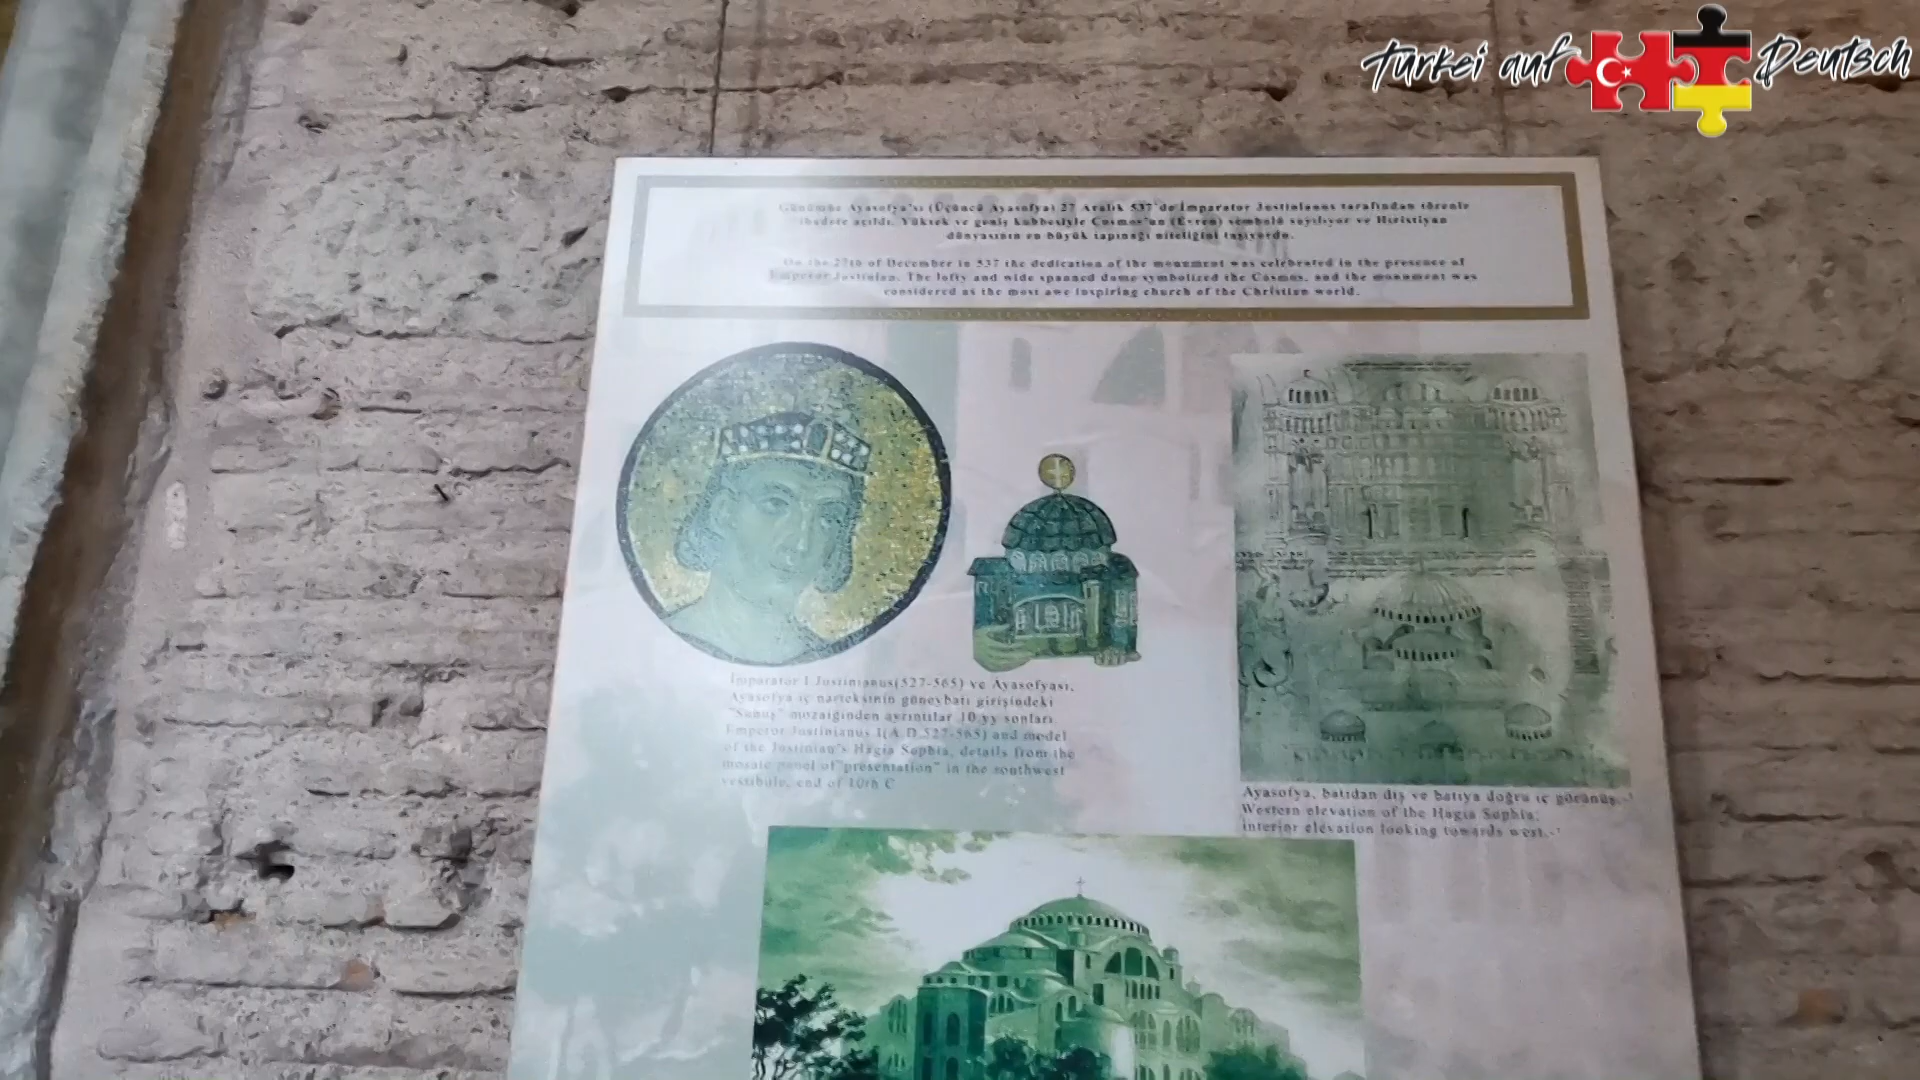 Türkei auf Deutsch
Günümüz Ayasofya'sı (Üçüncü Ayasofya) 27 Aralık 537'de İmparator Justinianus tarafından törenle
ibadete açıldı. Yüksek ve geniş kubbesiyle Cosmos'un (Evren) sembolü sayılıyor ve Hıristiyan
dünyasının en büyük tapınağı niteliğini taşıyordu.
On the 27th of December in 537 the dedication of the monument was celebrated in the presence of
Emperor Justinian. The lofty and wide spanned dome symbolized the Cosmos, and the monument was
considered as the most awe inspiring church of the Christian world.
İmparator I Justinianus(527-565) ve Ayasofyası,
Ayasofya iç narteksinin güneybatı girişindeki
"Sunuş" mozaiğinden ayrıntılar 10 yy sonları
Emperor Justinianus I(A.D.527-565) and model
of the Justinian's Hagia Sophia, details from the
mosaic panel of "presentation" in the southwest
vestibule, end of 10th C
Ayasofya, batıdan dış ve batıya doğru iç görünüş.
Western elevation of the Hagia Sophia;
interior elevation looking towards west.